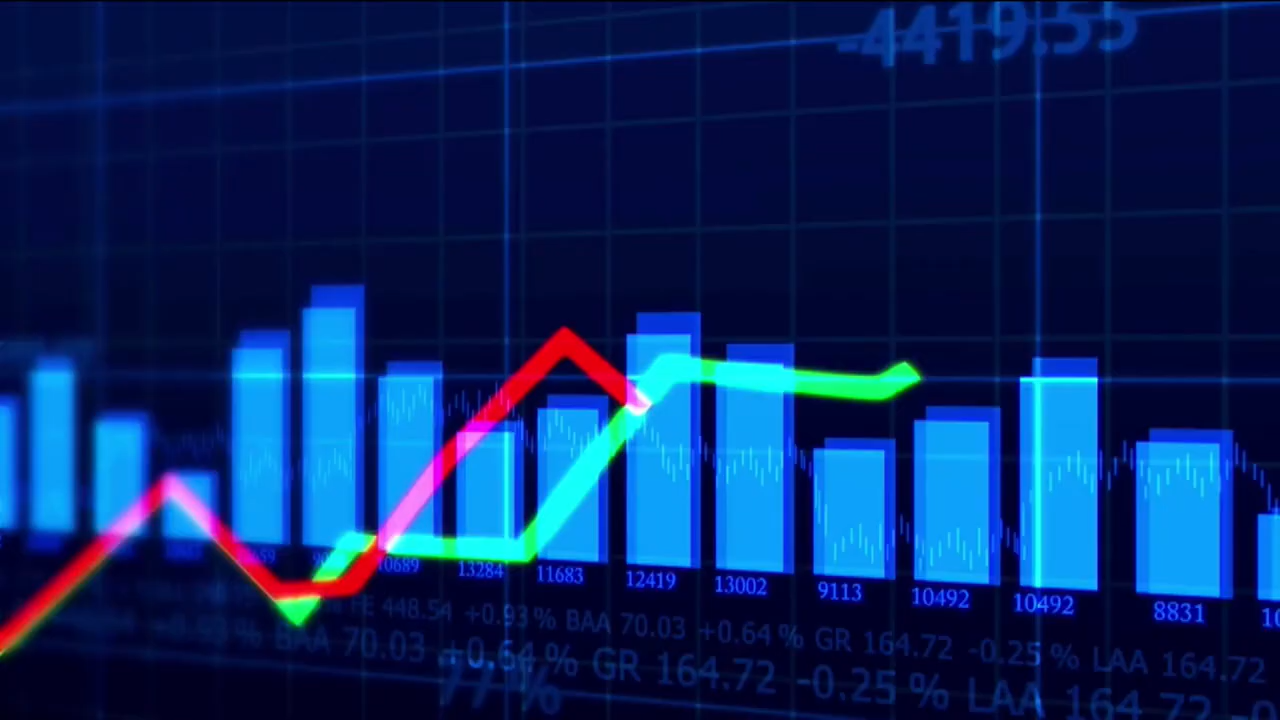 -4419.55
10689 13284 11683 12419 13002 9113 10492 10492 8831
FE 448.54 +0.93% BAA 70.03 +0.64% GR 164.72 -0.25% LAA 164.72
BAA 70.03 +0.64% GR 164.72 -0.25% LAA 164.72
77%